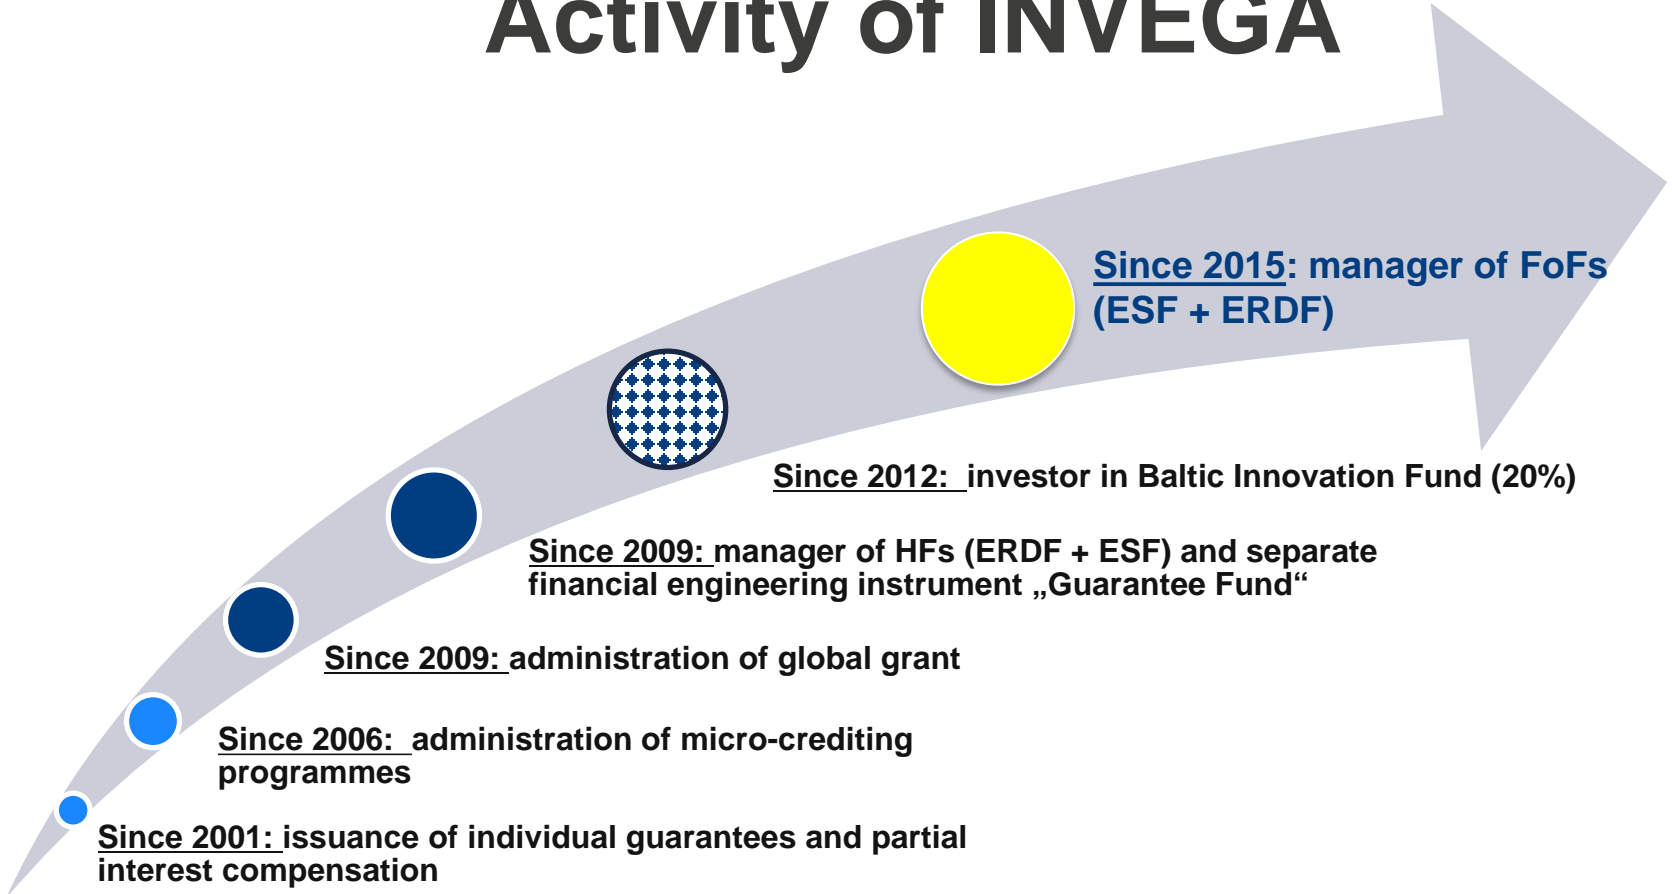 Activity of INVEGA
Since 2015: manager of FoFs
(ESF + ERDF)
Since 2012:  investor in Baltic Innovation Fund (20%)
Since 2009: manager of HFs (ERDF + ESF) and separate
financial engineering instrument „Guarantee Fund“
Since 2009: administration of global grant
Since 2006:  administration of micro-crediting
programmes
Since 2001: issuance of individual guarantees and partial
interest compensation